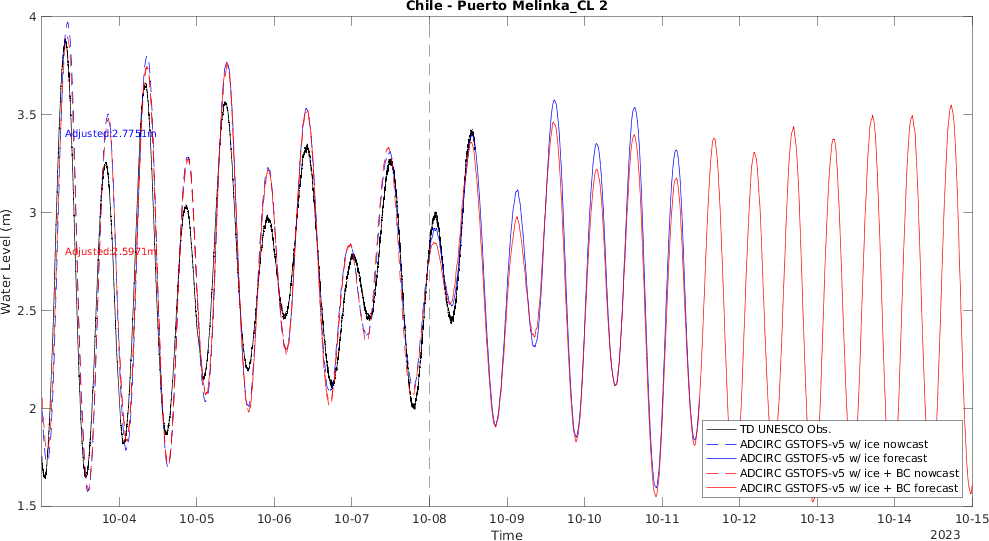 Chile - Puerto Melinka_CL 2
4
3.5
3
2.5
2
1.5
Water Level (m)
Adjusted:2.7751m
Adjusted:2.5971m
TD UNESCO Obs.
ADCIRC GSTOFS-v5 w/ ice nowcast
ADCIRC GSTOFS-v5 w/ ice forecast
ADCIRC GSTOFS-v5 w/ ice + BC nowcast
ADCIRC GSTOFS-v5 w/ ice + BC forecast
10-04 10-05 10-06 10-07 10-08 10-09 10-10 10-11 10-12 10-13 10-14 10-15
Time
2023